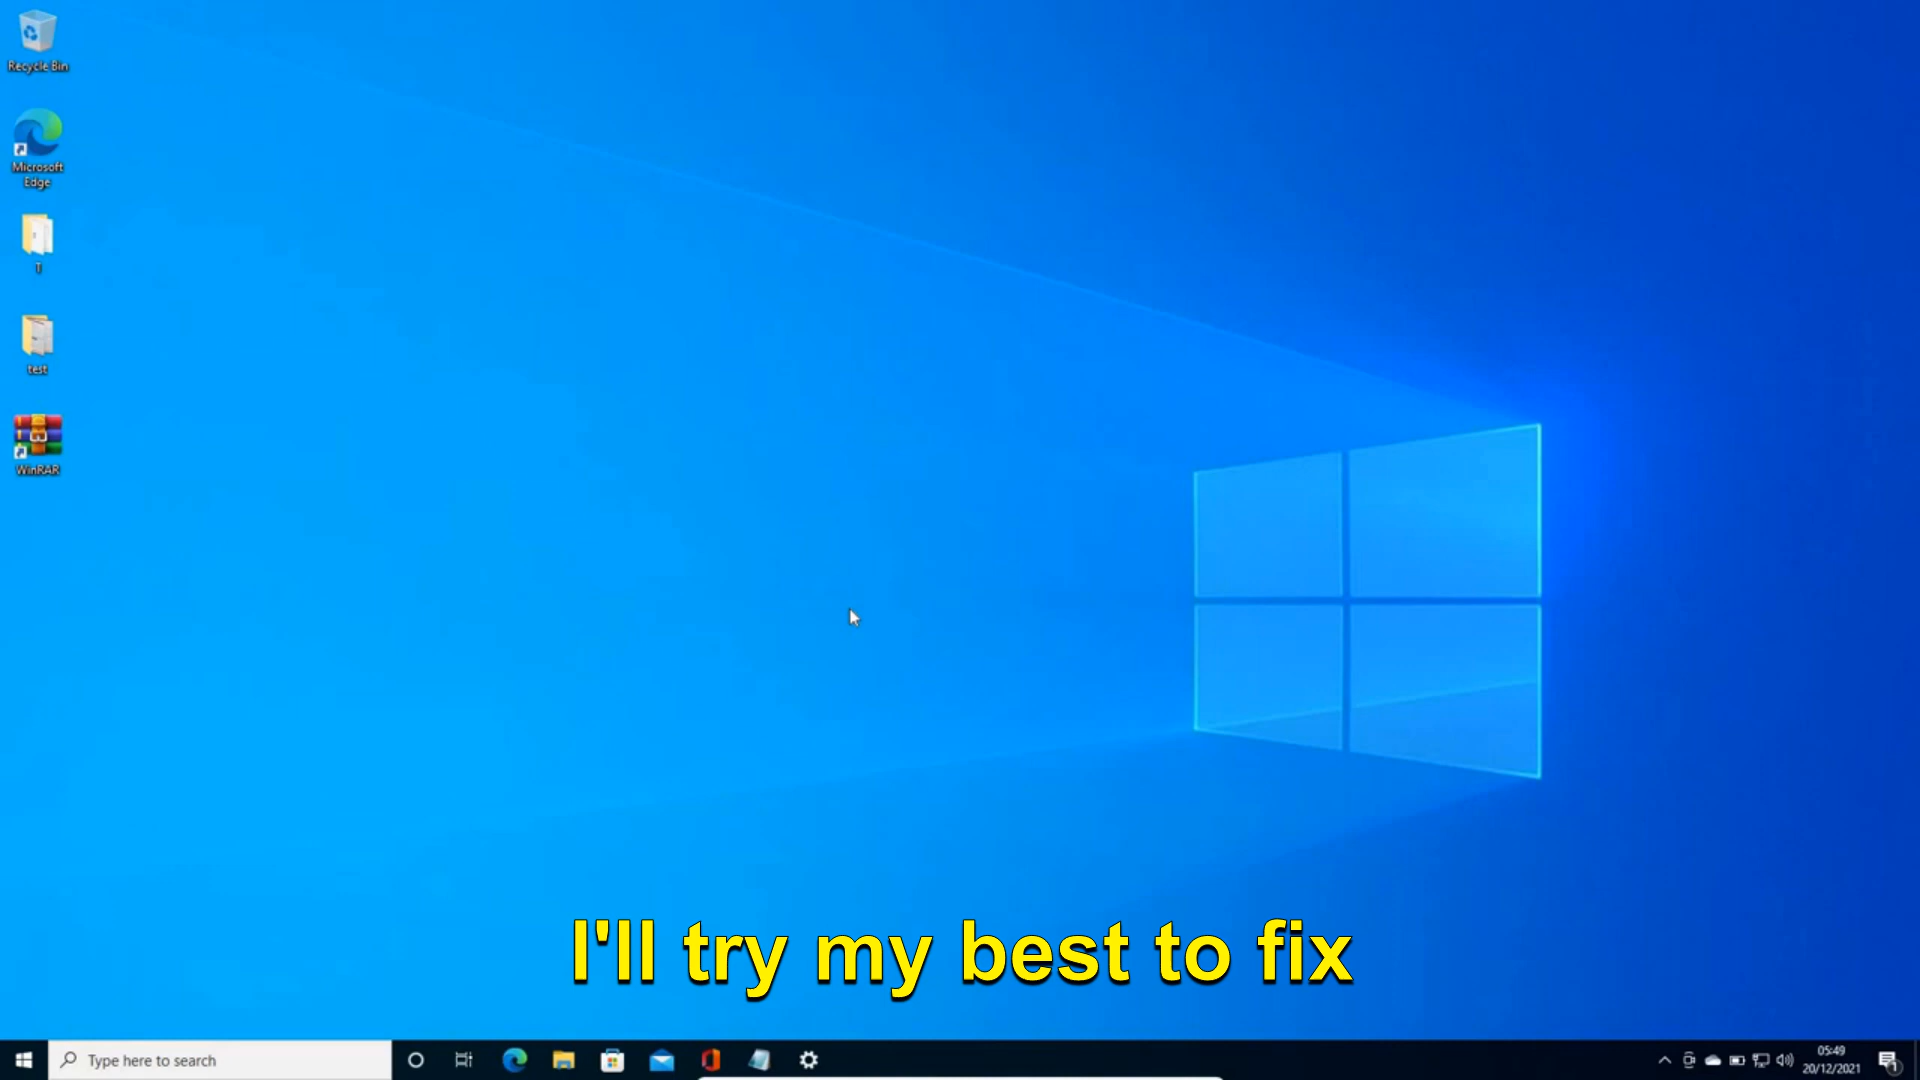 Recycle Bin
Microsoft
Edge
T
test
WinRAR
I'll try my best to fix
Type here to search
05:49
20/12/2021
1